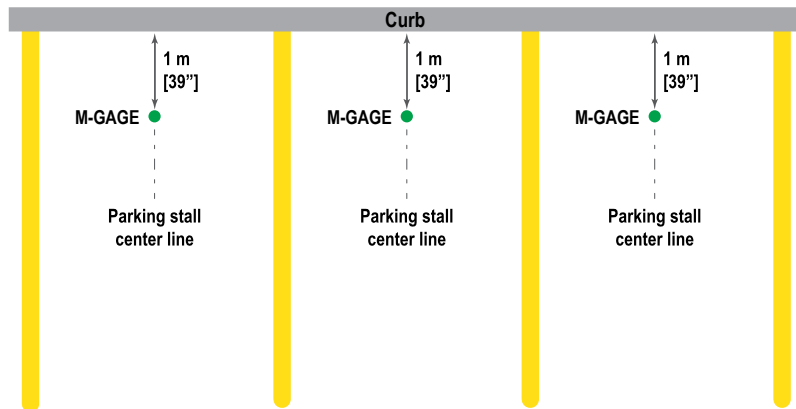 Curb
1 m
[39”]
1 m
[39”]
1 m
[39”]
M-GAGE
M-GAGE
M-GAGE
Parking stall
center line
Parking stall
center line
Parking stall
center line